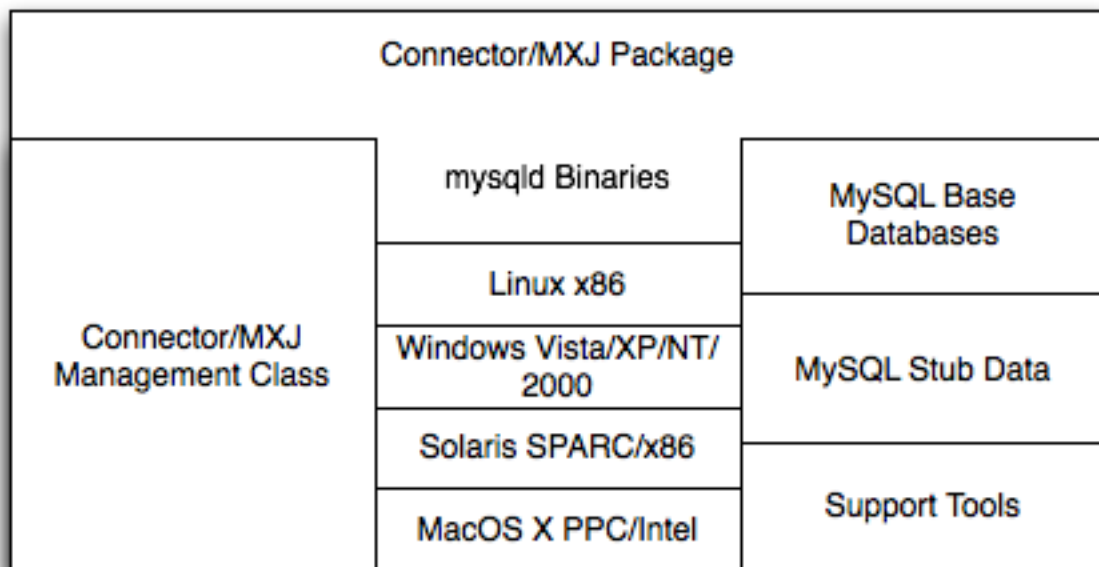 Connector/MXJ Package
Connector/MXJ
Management Class
mysqld Binaries
Linux x86
Windows Vista/XP/NT/
2000
Solaris SPARC/x86
MacOS X PPC/Intel
MySQL Base
Databases
MySQL Stub Data
Support Tools